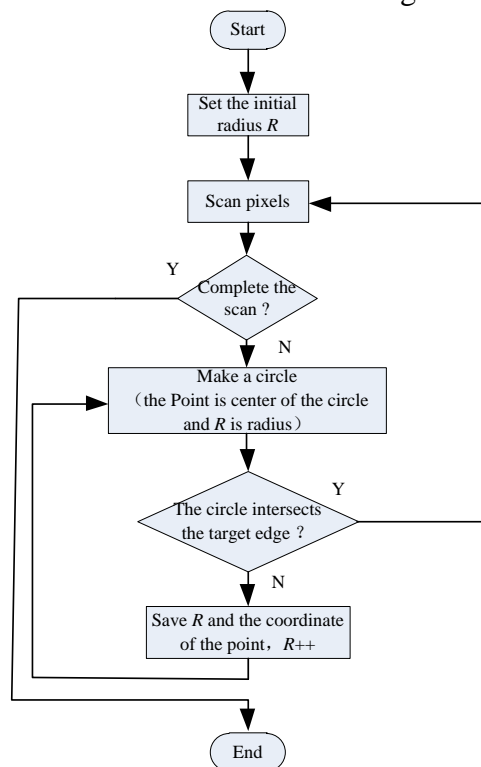 Start
Set the initial
radius R
Scan pixels
Y
Complete the
scan ?
N
Make a circle
（the Point is center of the circle
and R is radius）
Y
The circle intersects
the target edge ?
N
Save R and the coordinate
of the point，R++
End